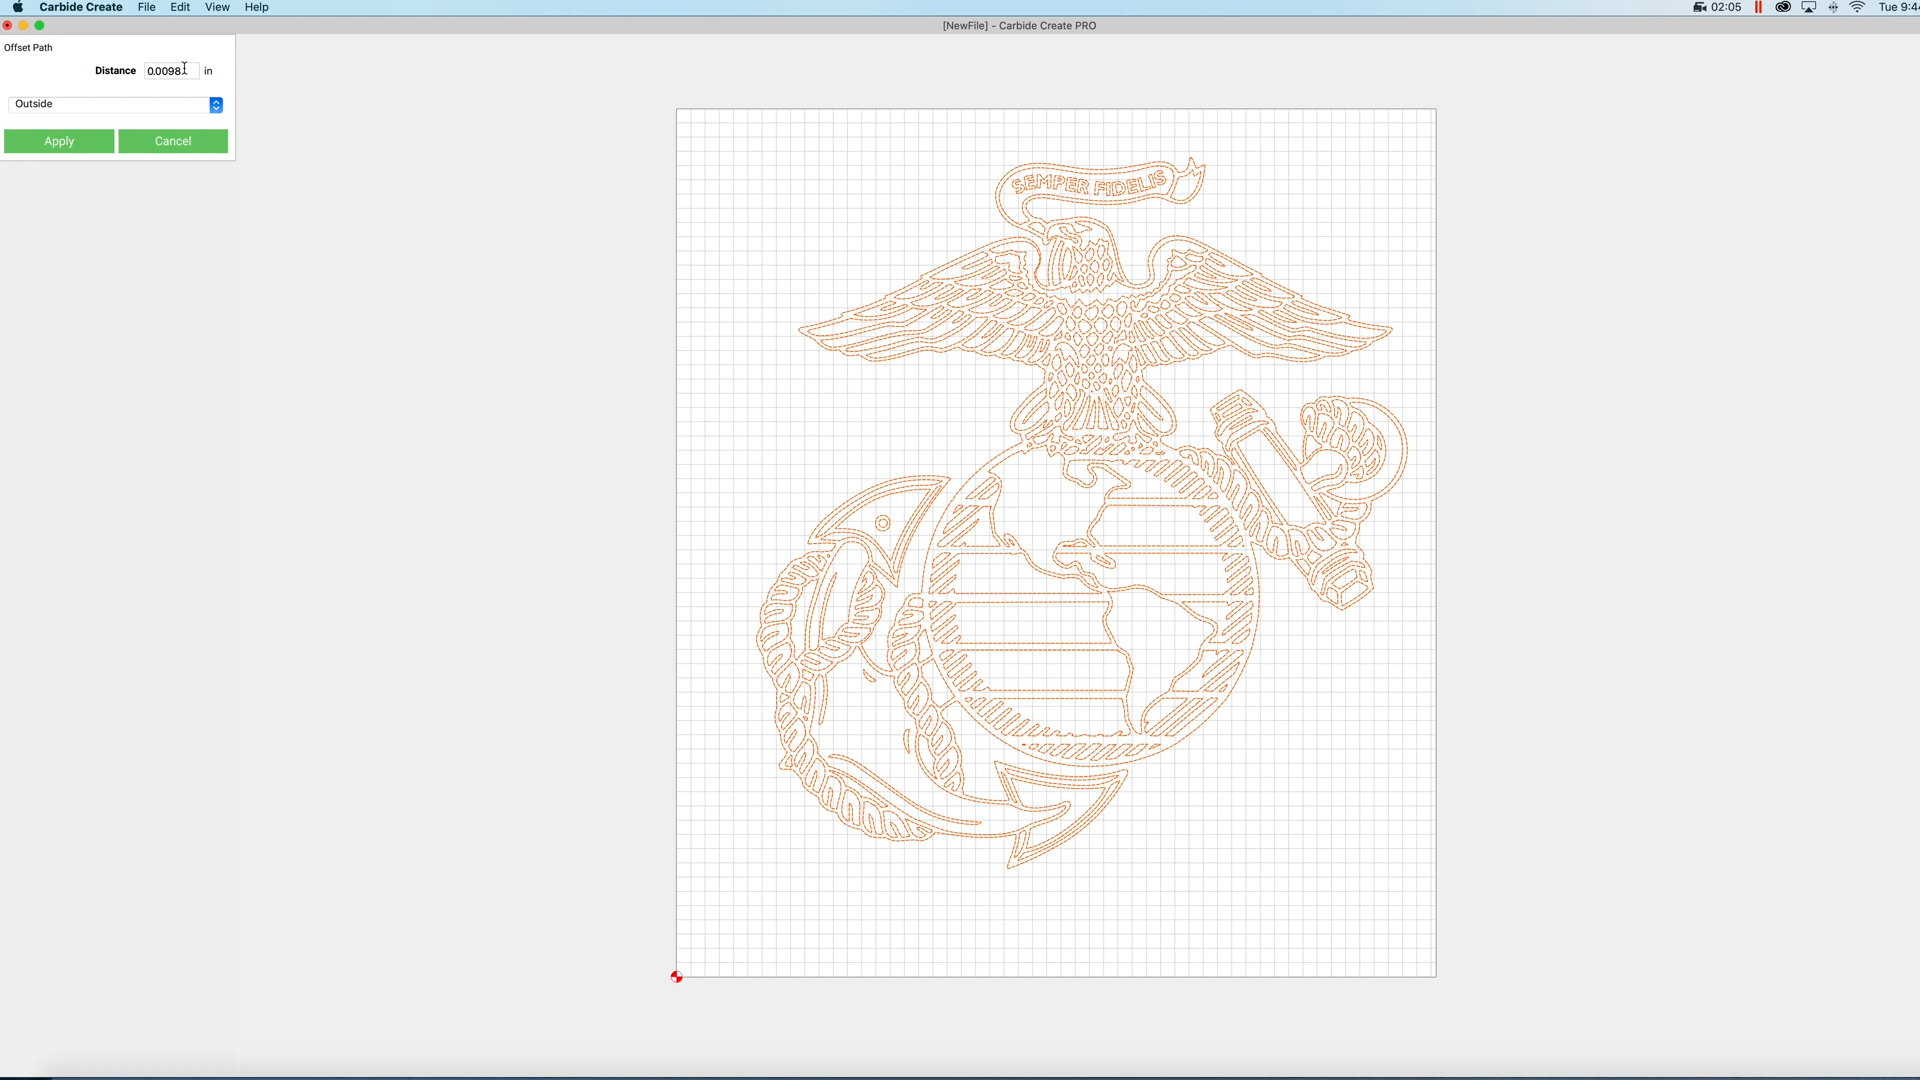 Carbide Create File Edit View Help 02:05 Tue 9:44
[NewFile] - Carbide Create PRO
Offset Path
Distance 0.0098 in
Outside
Apply Cancel
SEMPER FIDELIS